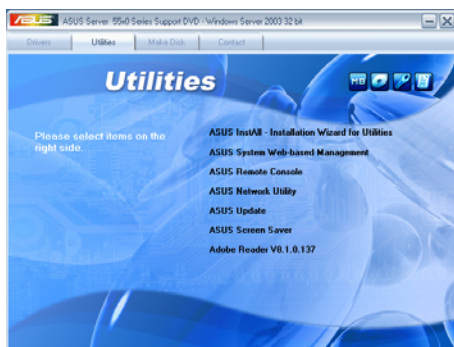 ASUS ASUS Server 55x0 Series Support DVD - Windows Server 2003 32 bit
Drivers Utilities Make Disk Contact
Utilities
MB
Please select items on the
right side.
ASUS InstAll - Installation Wizard for Utilities
ASUS System Web-based Management
ASUS Remote Console
ASUS Network Utility
ASUS Update
ASUS Screen Saver
Adobe Reader V8.1.0.137